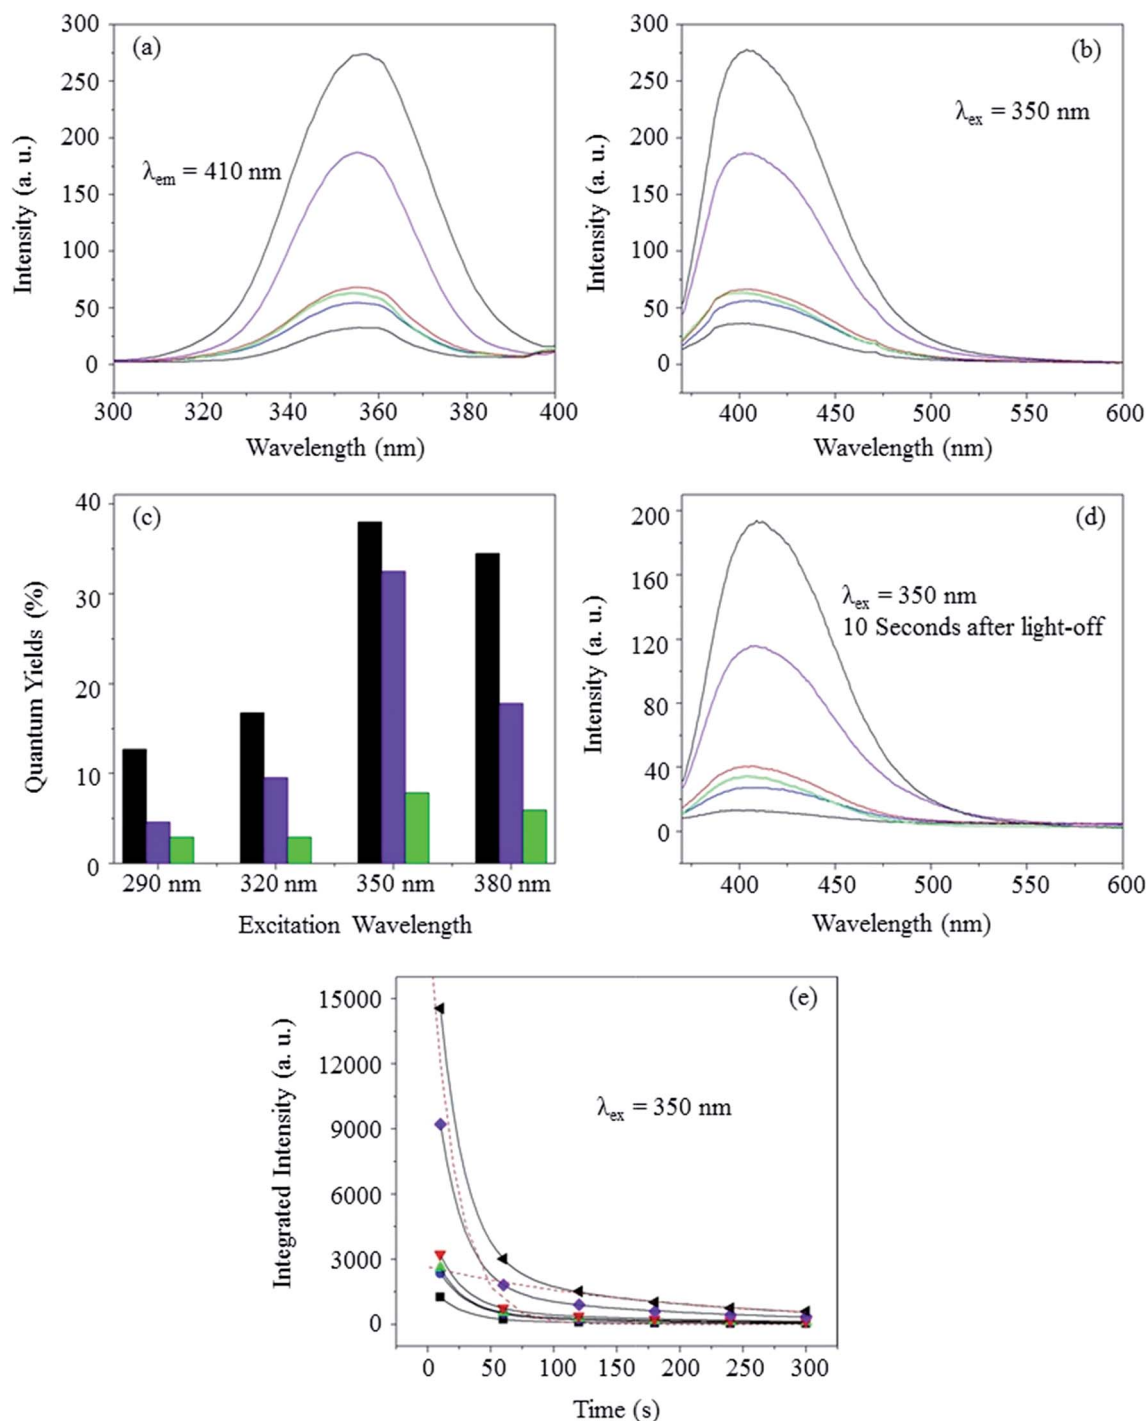 (a)
λem = 410 nm
Intensity (a. u.)
300
250
200
150
100
50
0
300 320 340 360 380 400
Wavelength (nm)
(b)
λex = 350 nm
Intensity (a. u.)
300
250
200
150
100
50
0
400 450 500 550 600
Wavelength (nm)
(c)
Quantum Yields (%)
40
30
20
10
0
290 nm 320 nm 350 nm 380 nm
Excitation Wavelength
(d)
λex = 350 nm
10 Seconds after light-off
Intensity (a. u.)
200
160
120
80
40
0
400 450 500 550 600
Wavelength (nm)
(e)
λex = 350 nm
Integrated Intensity (a. u.)
15000
12000
9000
6000
3000
0
0 50 100 150 200 250 300
Time (s)